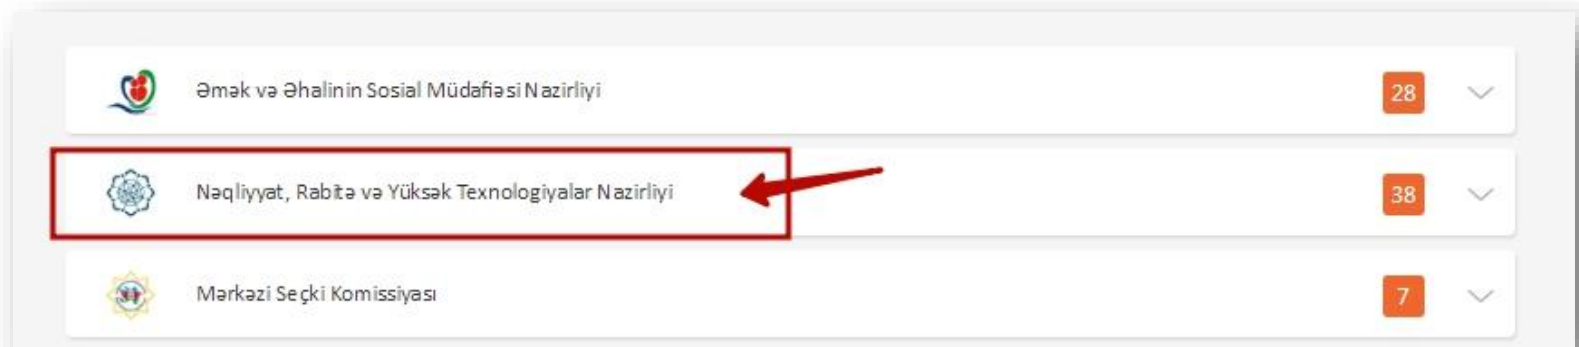 Əmək və Əhalinin Sosial Müdafiəsi Nazirliyi 28
Nəqliyyat, Rabitə və Yüksək Texnologiyalar Nazirliyi 38
Mərkəzi Seçki Komissiyası 7